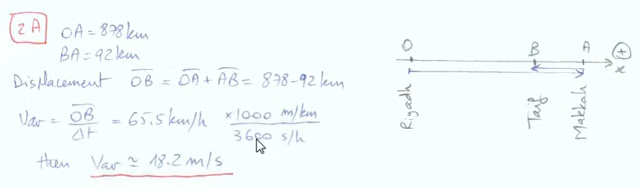 2A OA = 878 km
BA = 92 km
Displacement OB = OA + AB = 878 - 92 km
Vav = OB / Δt = 65.5 km/h × 1000 m/km / 3600 s/h
then Vav ≃ 18.2 m/s
O B A + x
Riyadh Taif Makkah